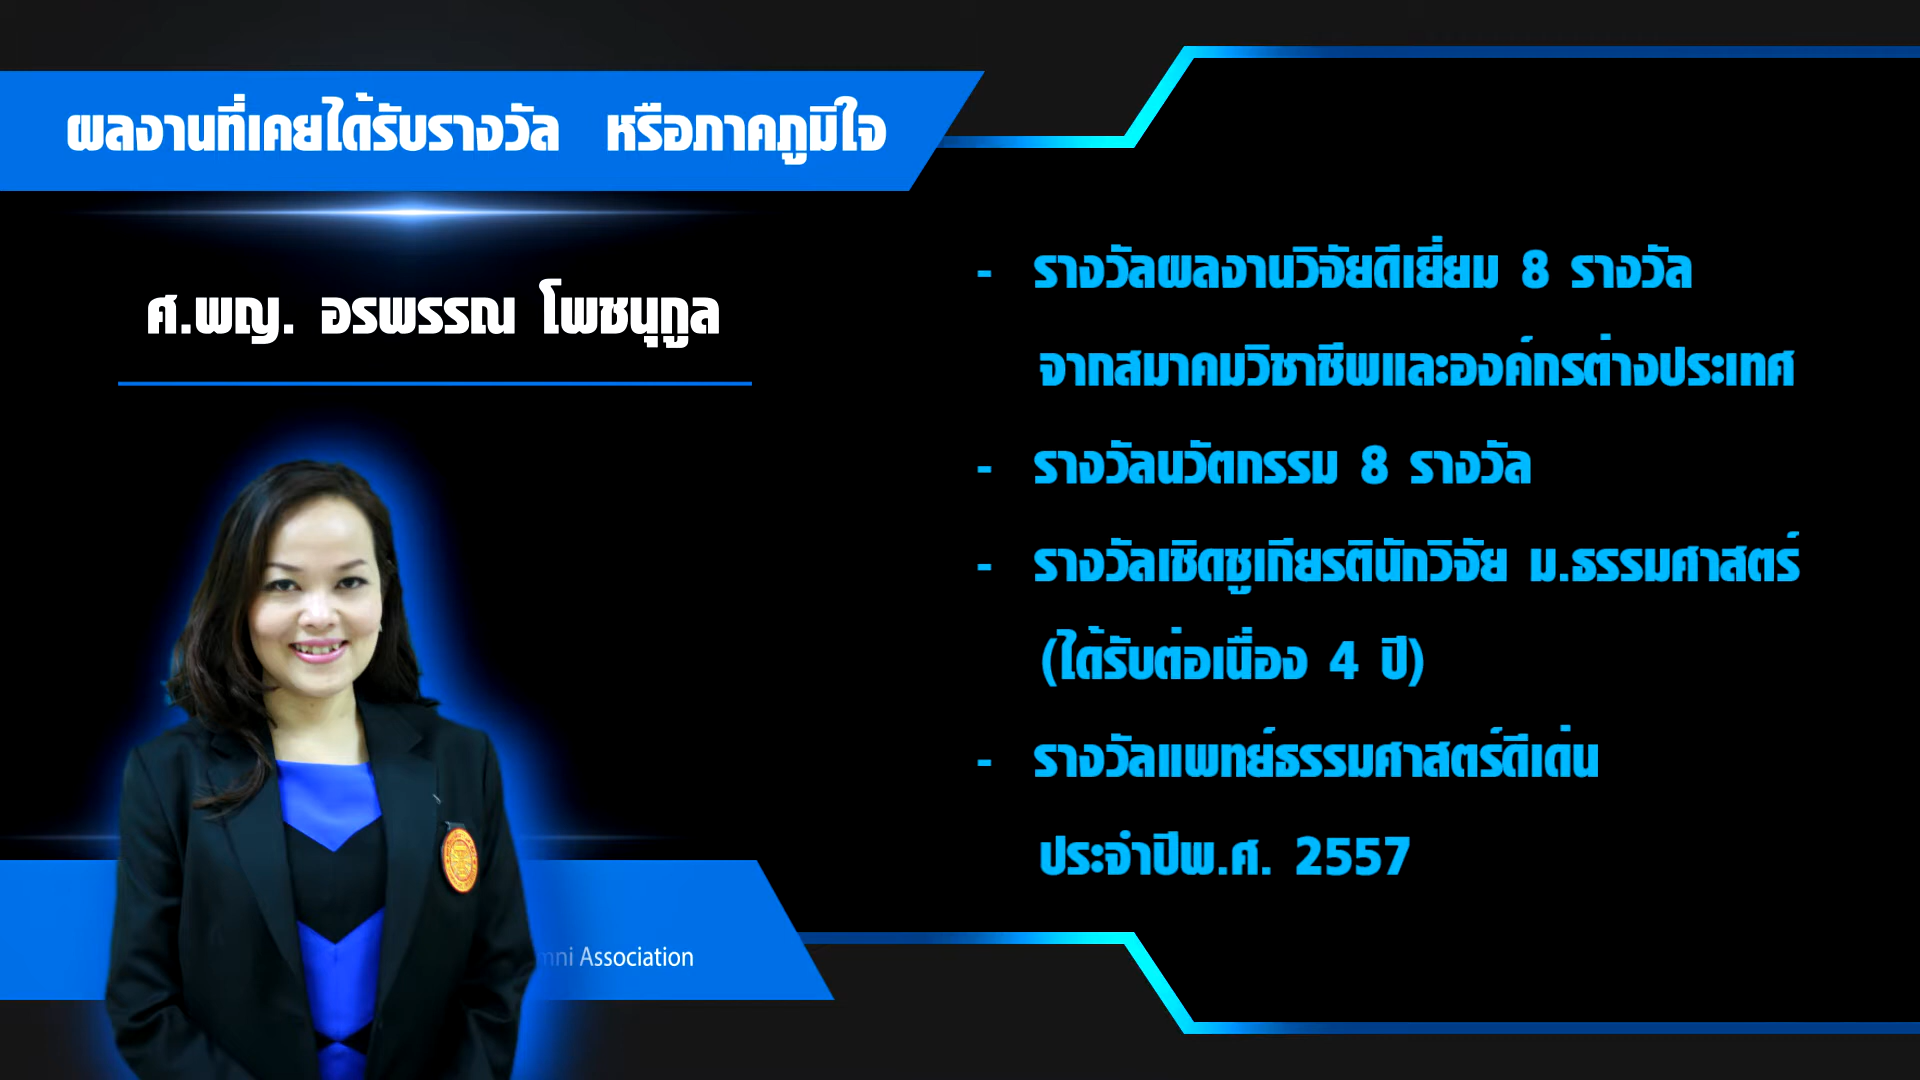 ผลงานที่เคยได้รับรางวัล หรือภาคภูมิใจ
ศ.พญ. อรพรรณ โพชนุกูล
- รางวัลผลงานวิจัยดีเยี่ยม 8 รางวัล
จากสมาคมวิชาชีพและองค์กรต่างประเทศ
- รางวัลนวัตกรรม 8 รางวัล
- รางวัลเชิดชูเกียรตินักวิจัย ม.ธรรมศาสตร์
(ได้รับต่อเนื่อง 4 ปี)
- รางวัลแพทย์ธรรมศาสตร์ดีเด่น
ประจำปีพ.ศ. 2557
Association